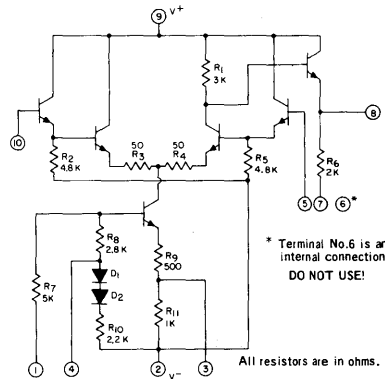 9 V+
R1
3K
10
8
R2
4.8K
50
R3
50
R4
R5
4.8K
R6
2K
5 7 6*
R8
2.8K
R9
500
* Terminal No.6 is an
internal connection
DO NOT USE!
R7
5K
D1
D2
R10
2.2K
R11
1K
1 4 2 V- 3
All resistors are in ohms.